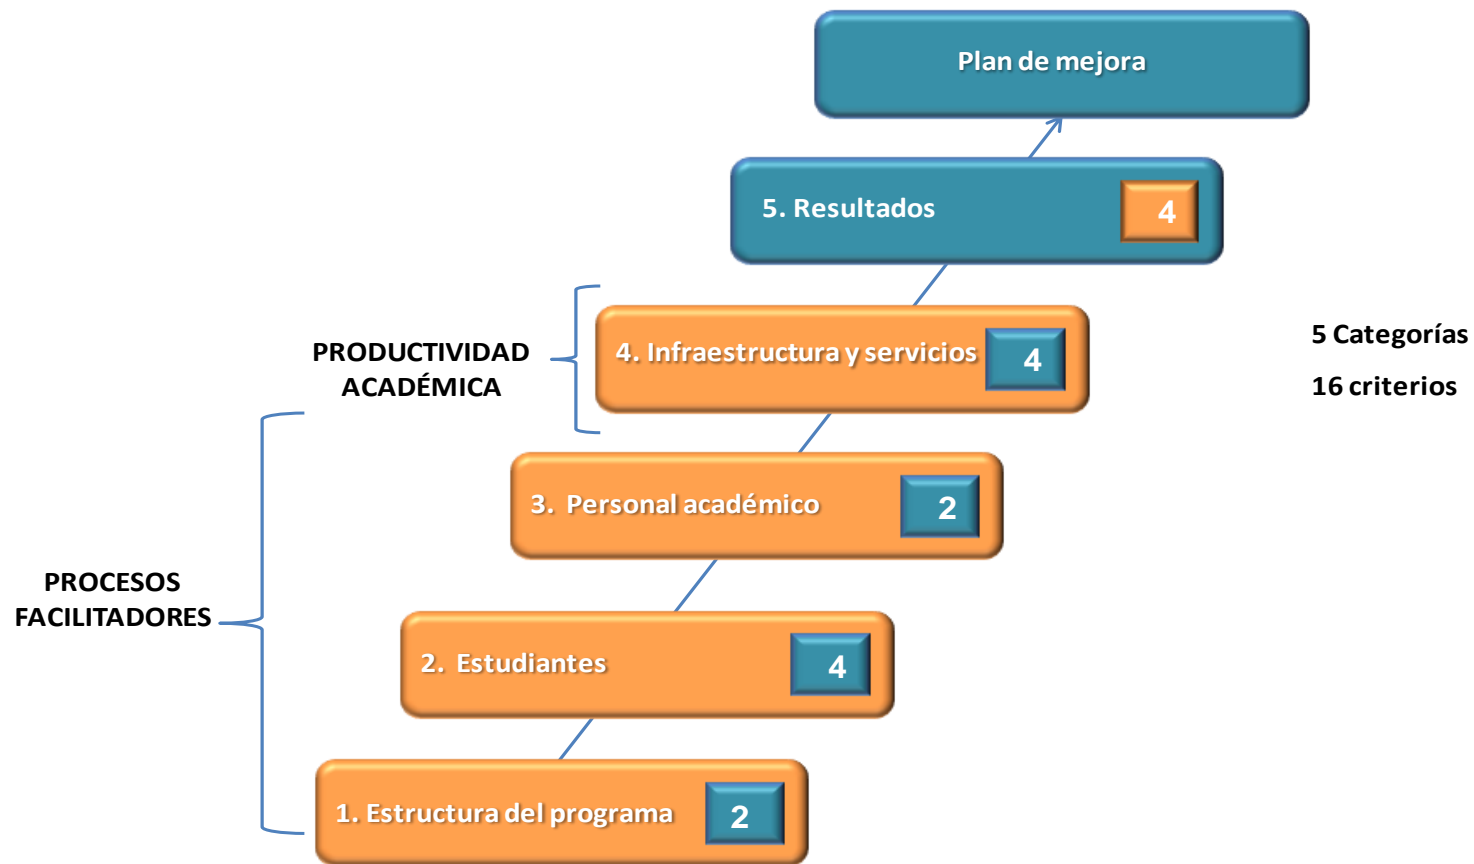 Plan de mejora
5. Resultados
4
PRODUCTIVIDAD
ACADÉMICA
4. Infraestructura y servicios
4
5 Categorías
16 criterios
3. Personal académico
2
PROCESOS
FACILITADORES
2. Estudiantes
4
1. Estructura del programa
2